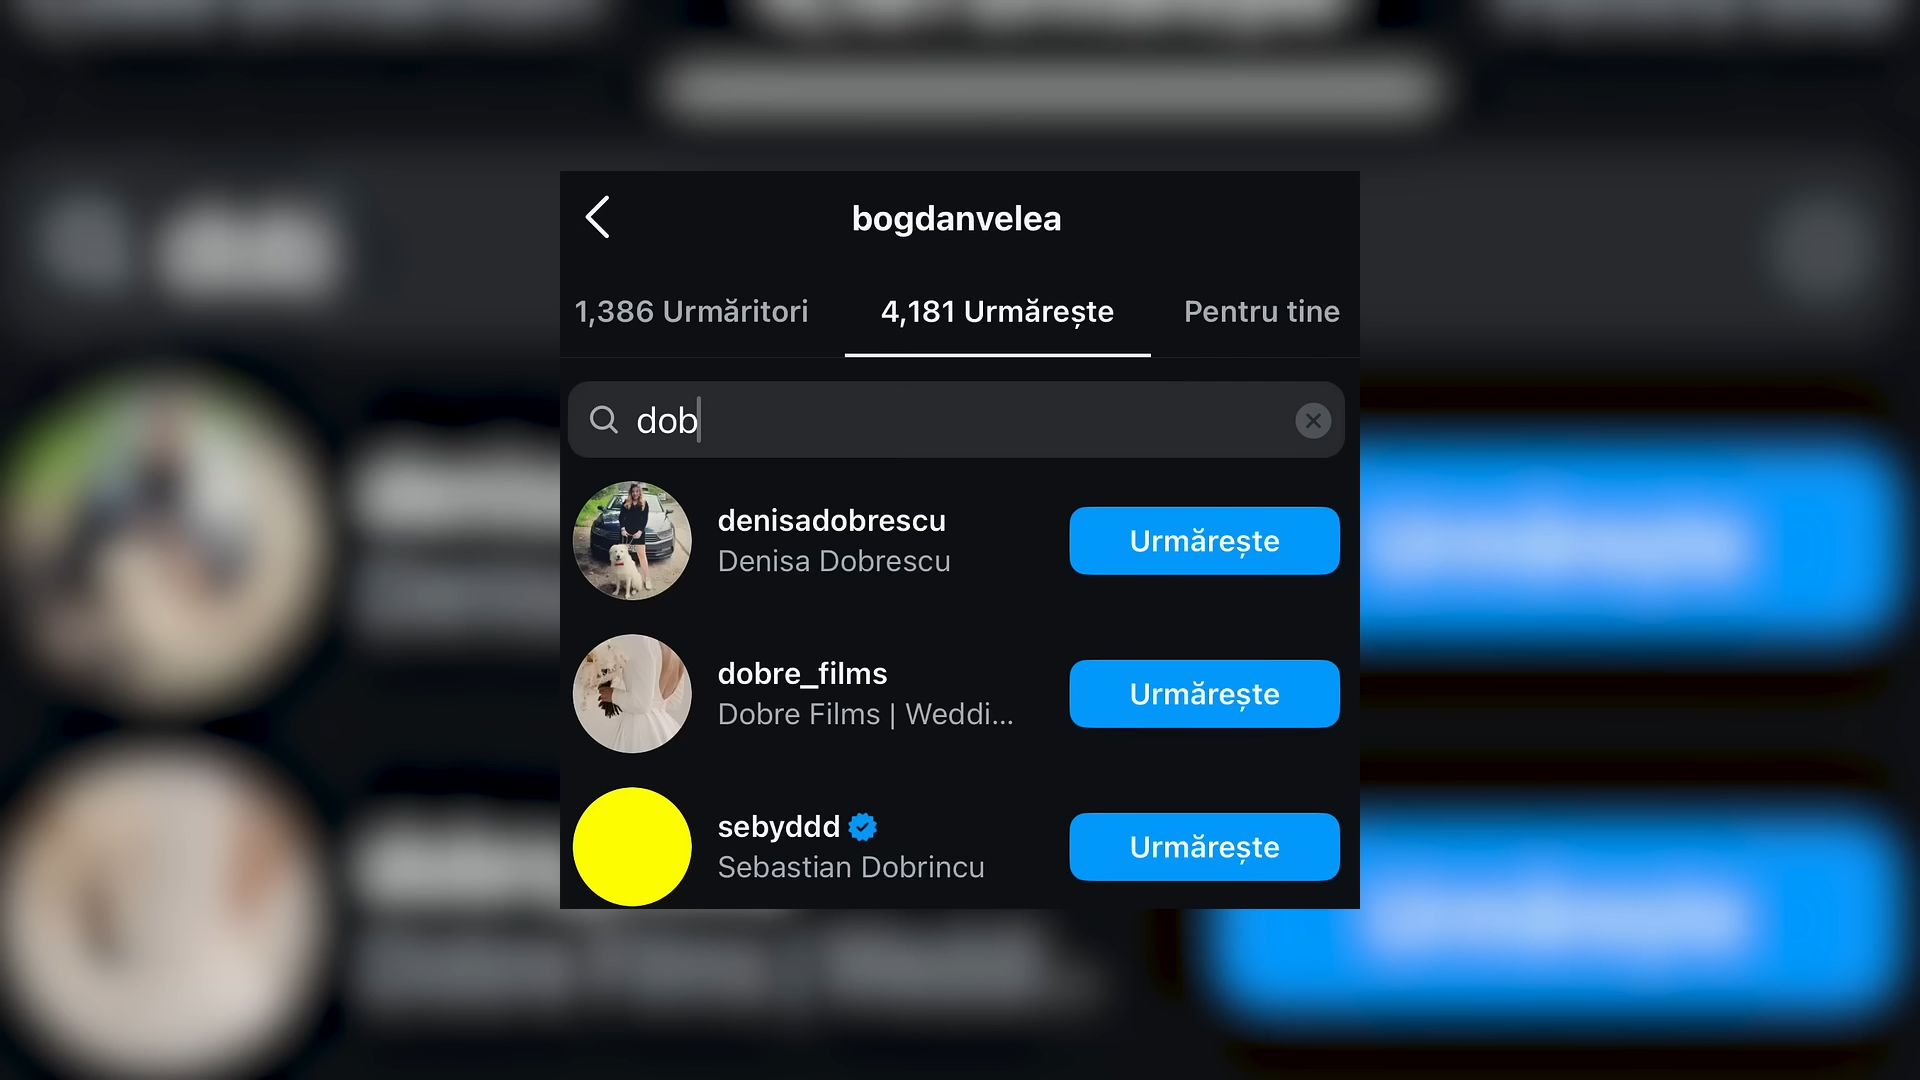 bogdanvelea
1,386 Urmăritori 4,181 Urmărește Pentru tine
dob
denisadobrescu
Denisa Dobrescu
Urmărește
dobre_films
Dobre Films | Weddi...
Urmărește
sebyddd
Sebastian Dobrincu
Urmărește